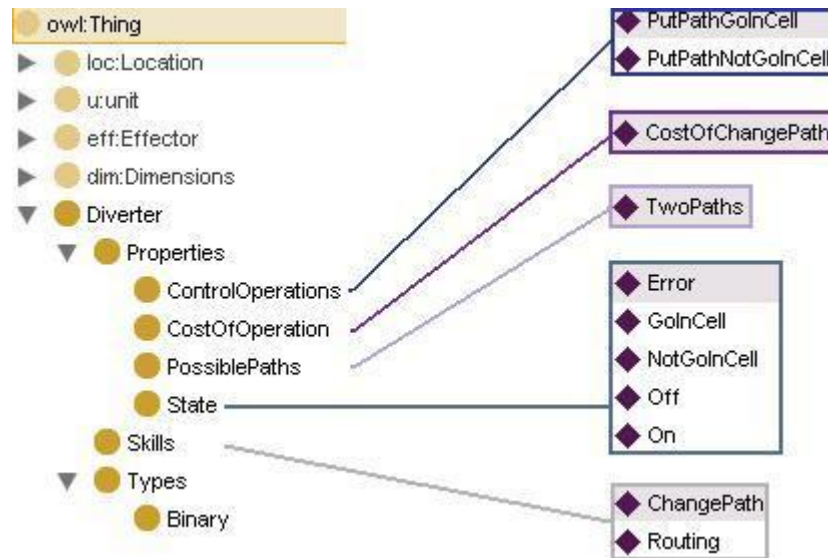 owl:Thing
loc:Location
u:unit
eff:Effector
dim:Dimensions
Diverter
Properties
ControlOperations
CostOfOperation
PossiblePaths
State
Skills
Types
Binary
PutPathGoInCell
PutPathNotGoInCell
CostOfChangePath
TwoPaths
Error
GoInCell
NotGoInCell
Off
On
ChangePath
Routing